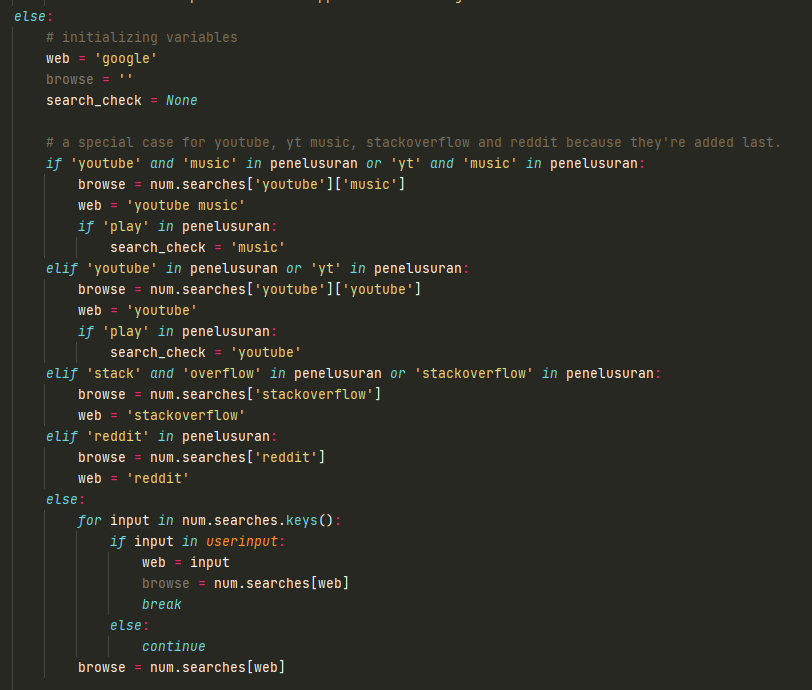 else:
    # initializing variables
    web = 'google'
    browse = ''
    search_check = None

    # a special case for youtube, yt music, stackoverflow and reddit because they're added last.
    if 'youtube' and 'music' in penelusuran or 'yt' and 'music' in penelusuran:
        browse = num.searches['youtube']['music']
        web = 'youtube music'
        if 'play' in penelusuran:
            search_check = 'music'
    elif 'youtube' in penelusuran or 'yt' in penelusuran:
        browse = num.searches['youtube']['youtube']
        web = 'youtube'
        if 'play' in penelusuran:
            search_check = 'youtube'
    elif 'stack' and 'overflow' in penelusuran or 'stackoverflow' in penelusuran:
        browse = num.searches['stackoverflow']
        web = 'stackoverflow'
    elif 'reddit' in penelusuran:
        browse = num.searches['reddit']
        web = 'reddit'
    else:
        for input in num.searches.keys():
            if input in userinput:
                web = input
                browse = num.searches[web]
                break
            else:
                continue
        browse = num.searches[web]